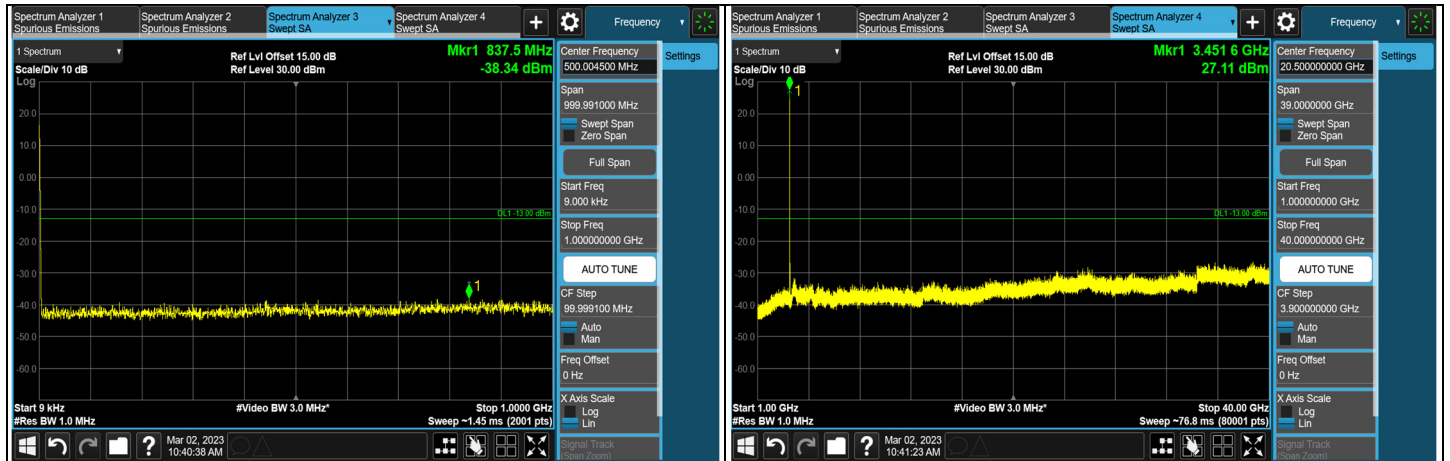 Spectrum Analyzer 1
Spurious Emissions
Spectrum Analyzer 2
Spurious Emissions
Spectrum Analyzer 3
Swept SA
Spectrum Analyzer 4
Swept SA
+
Frequency
1 Spectrum
Scale/Div 10 dB
Log
Ref Lvl Offset 15.00 dB
Ref Level 30.00 dBm
Mkr1 837.5 MHz
-38.34 dBm
20.0
10.0
0.00
-10.0
-20.0
-30.0
-40.0
-50.0
-60.0
DL1 -13.00 dBm
1
Start 9 kHz
#Res BW 1.0 MHz
#Video BW 3.0 MHz*
Stop 1.0000 GHz
Sweep ~1.45 ms (2001 pts)
Center Frequency
500.004500 MHz
Settings
Span
999.991000 MHz
Swept Span
Zero Span
Full Span
Start Freq
9.000 kHz
Stop Freq
1.000000000 GHz
AUTO TUNE
CF Step
99.999100 MHz
Auto
Man
Freq Offset
0 Hz
X Axis Scale
Log
Lin
Signal Track
(Span Zoom)
?
Mar 02, 2023
10:40:38 AM
Spectrum Analyzer 1
Spurious Emissions
Spectrum Analyzer 2
Spurious Emissions
Spectrum Analyzer 3
Swept SA
Spectrum Analyzer 4
Swept SA
+
Frequency
1 Spectrum
Scale/Div 10 dB
Log
Ref Lvl Offset 15.00 dB
Ref Level 30.00 dBm
Mkr1 3.451 6 GHz
27.11 dBm
1
20.0
10.0
0.00
-10.0
-20.0
-30.0
-40.0
-50.0
-60.0
DL1 -13.00 dBm
Start 1.00 GHz
#Res BW 1.0 MHz
#Video BW 3.0 MHz*
Stop 40.00 GHz
Sweep ~76.8 ms (80001 pts)
Center Frequency
20.500000000 GHz
Settings
Span
39.0000000 GHz
Swept Span
Zero Span
Full Span
Start Freq
1.000000000 GHz
Stop Freq
40.000000000 GHz
AUTO TUNE
CF Step
3.900000000 GHz
Auto
Man
Freq Offset
0 Hz
X Axis Scale
Log
Lin
Signal Track
(Span Zoom)
?
Mar 02, 2023
10:41:23 AM